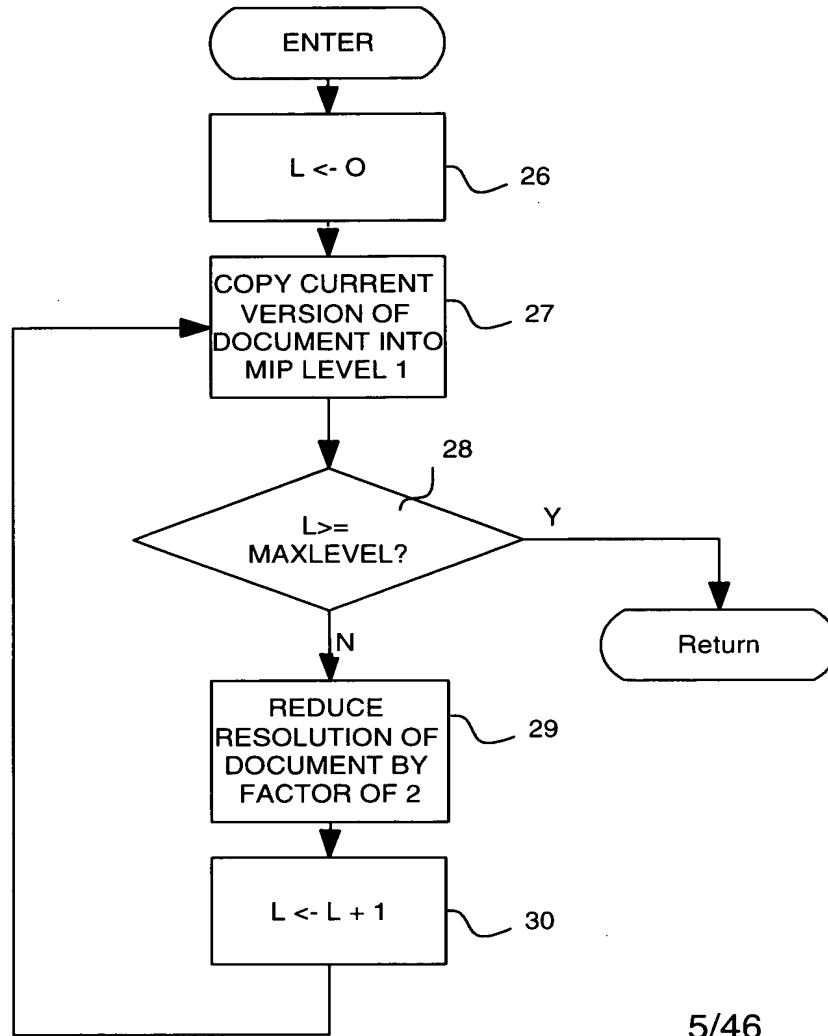 ENTER
L <- O
26
COPY CURRENT
VERSION OF
DOCUMENT INTO
MIP LEVEL 1
27
28
L>=
MAXLEVEL?
Y
N
Return
REDUCE
RESOLUTION OF
DOCUMENT BY
FACTOR OF 2
29
L <- L + 1
30
5/46